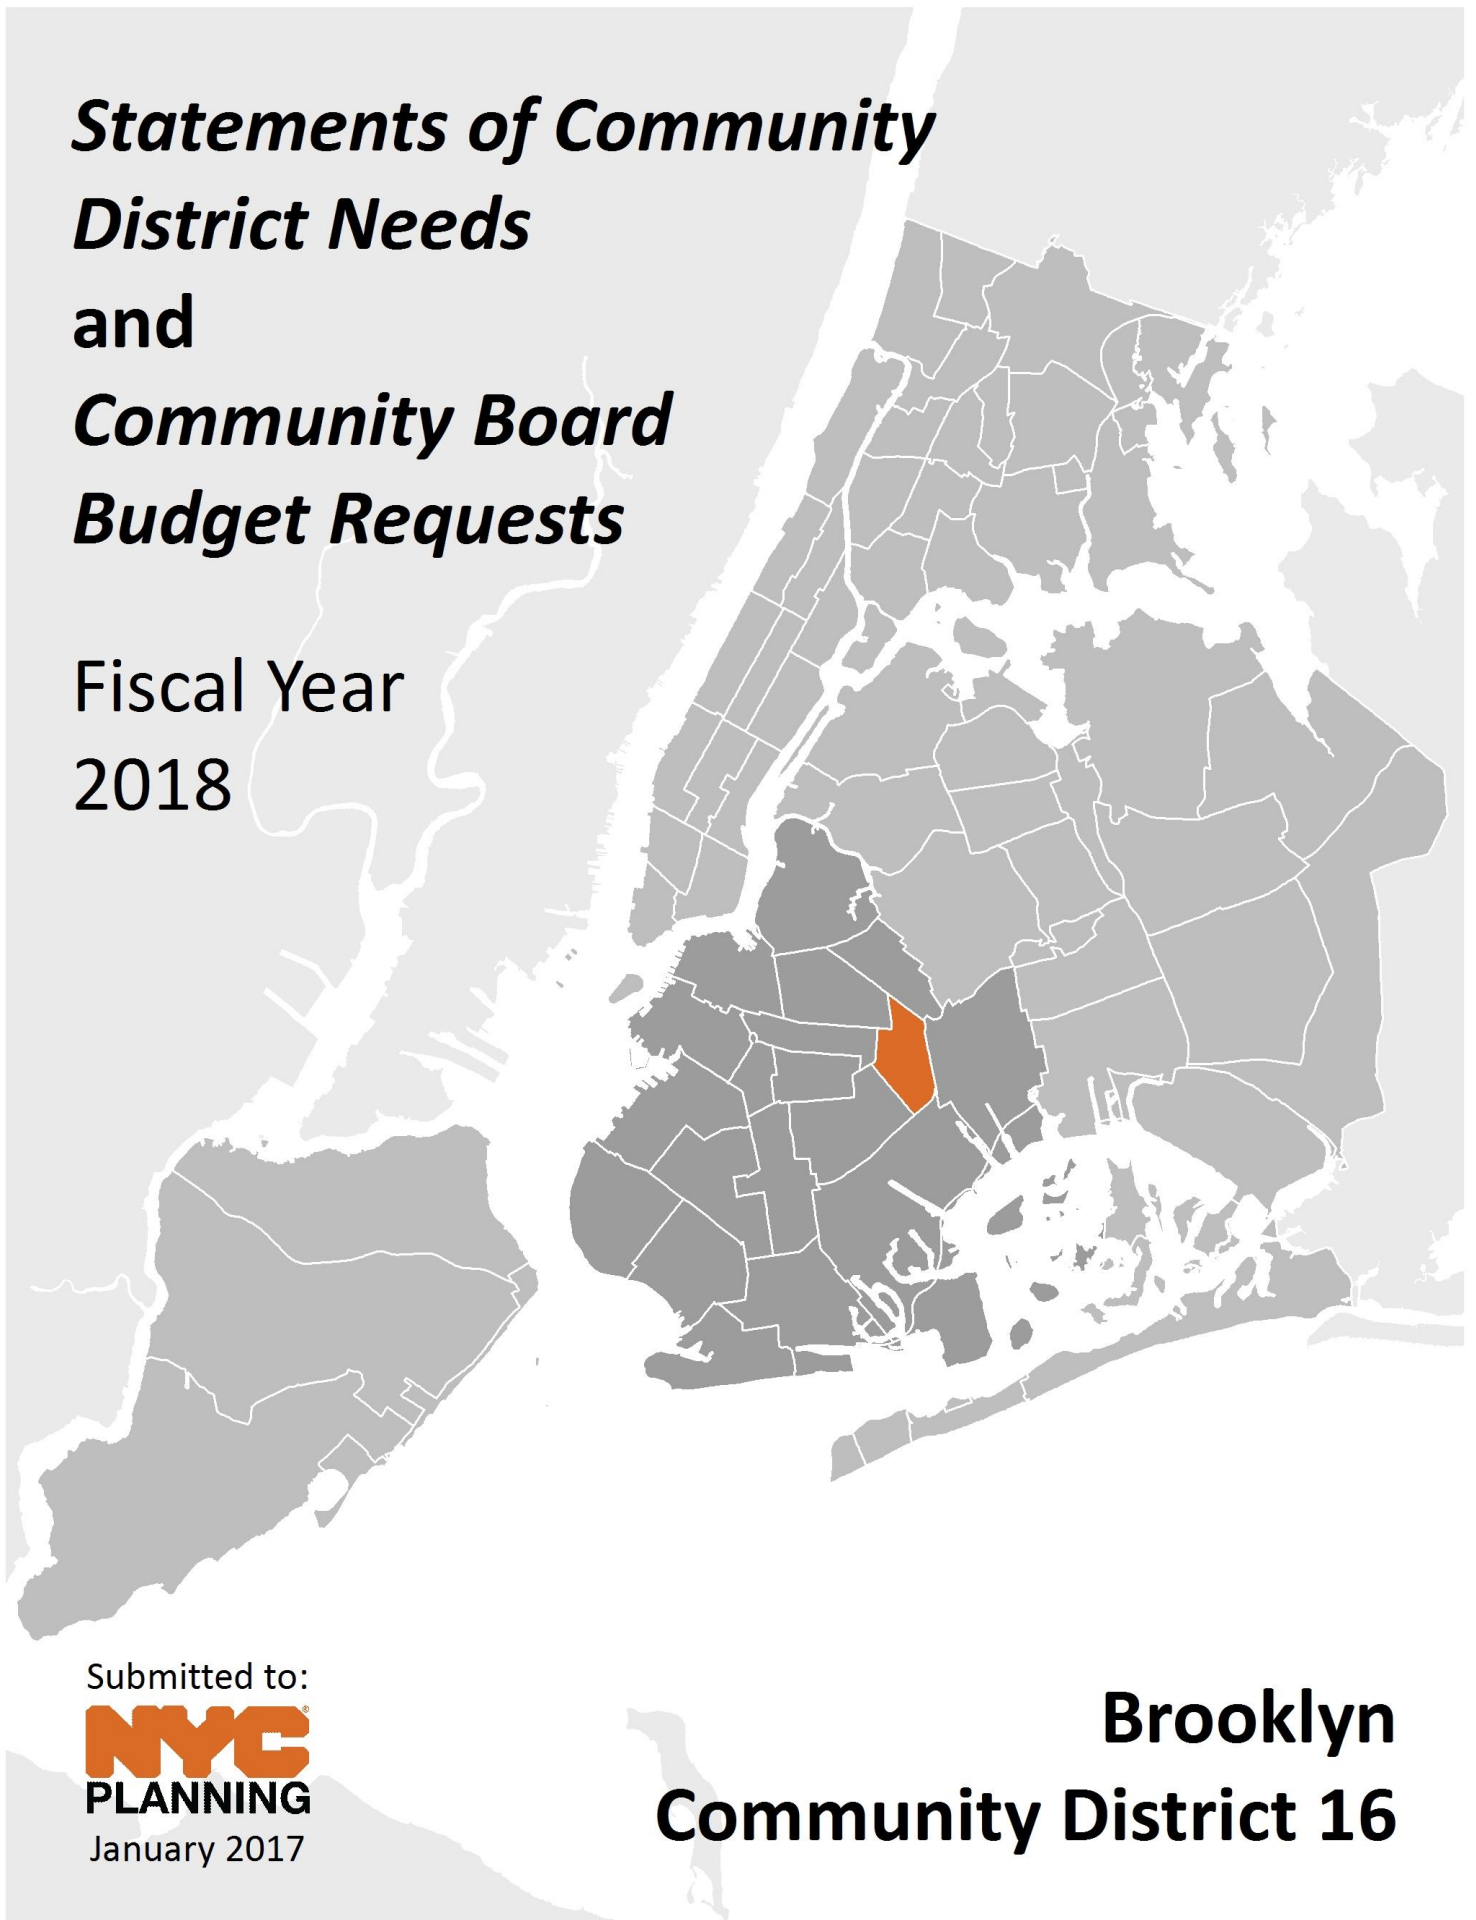 Statements of Community
District Needs
and
Community Board
Budget Requests
Fiscal Year
2018
Submitted to:
NYC®
PLANNING
January 2017
Brooklyn
Community District 16